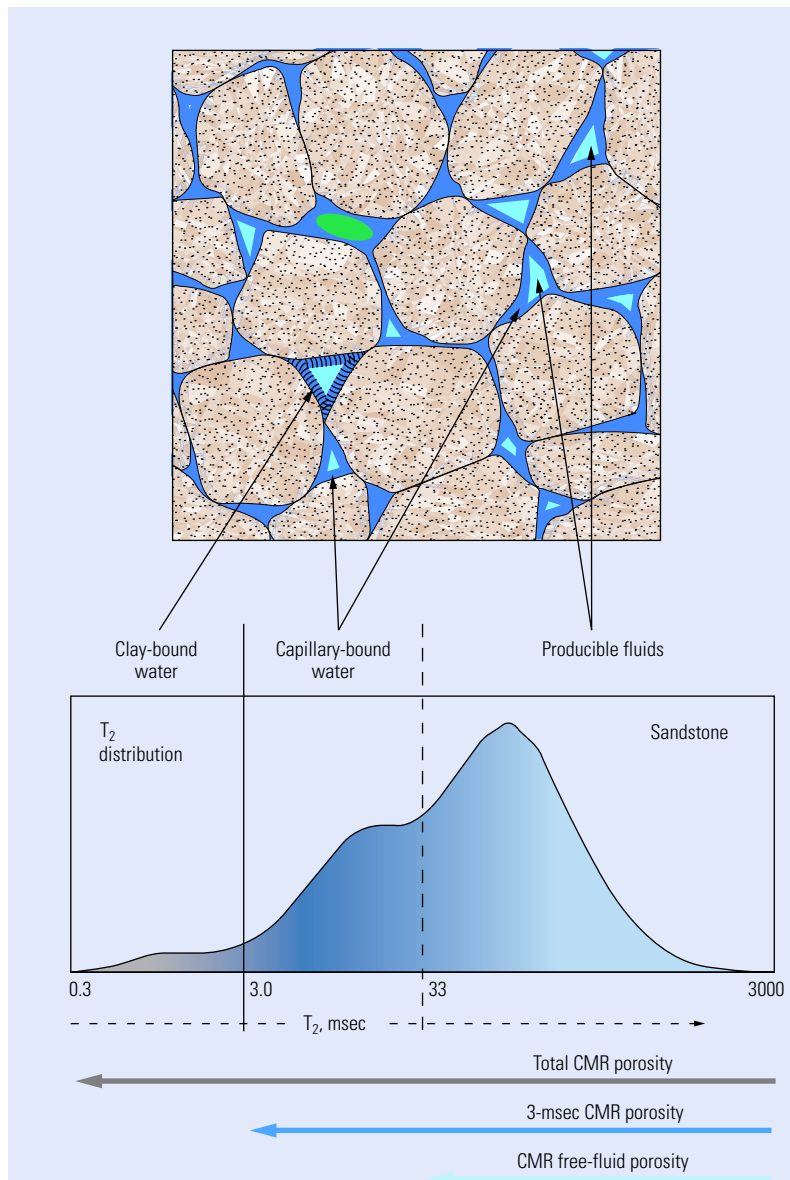 Clay-bound
water
Capillary-bound
water
Producible fluids
T₂
distribution
Sandstone
0.3
3.0
33
3000
T₂, msec
Total CMR porosity
3-msec CMR porosity
CMR free-fluid porosity